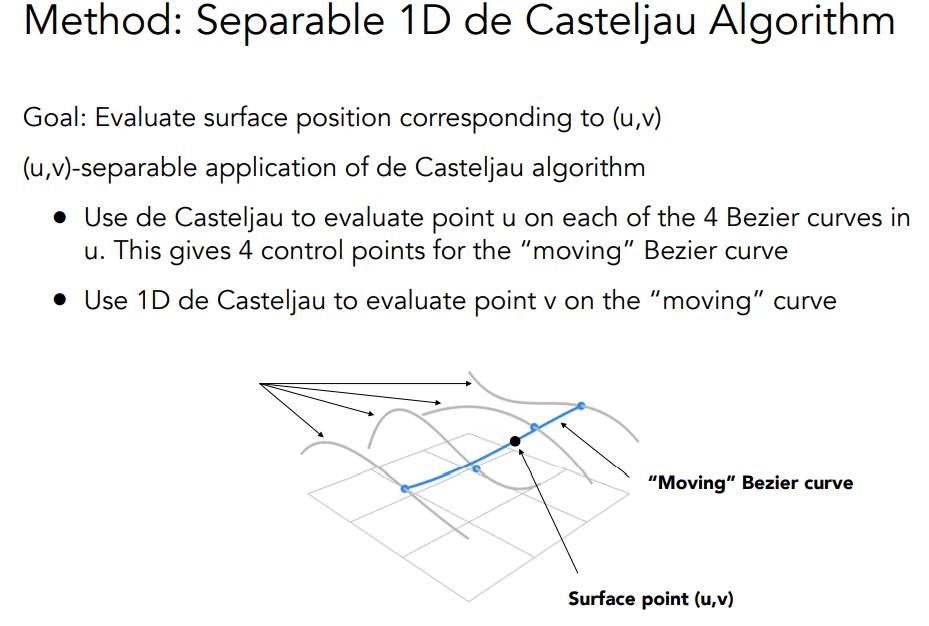 Method: Separable 1D de Casteljau Algorithm
Goal: Evaluate surface position corresponding to (u,v)
(u,v)-separable application of de Casteljau algorithm
● Use de Casteljau to evaluate point u on each of the 4 Bezier curves in
u. This gives 4 control points for the “moving” Bezier curve
● Use 1D de Casteljau to evaluate point v on the “moving” curve
“Moving” Bezier curve
Surface point (u,v)